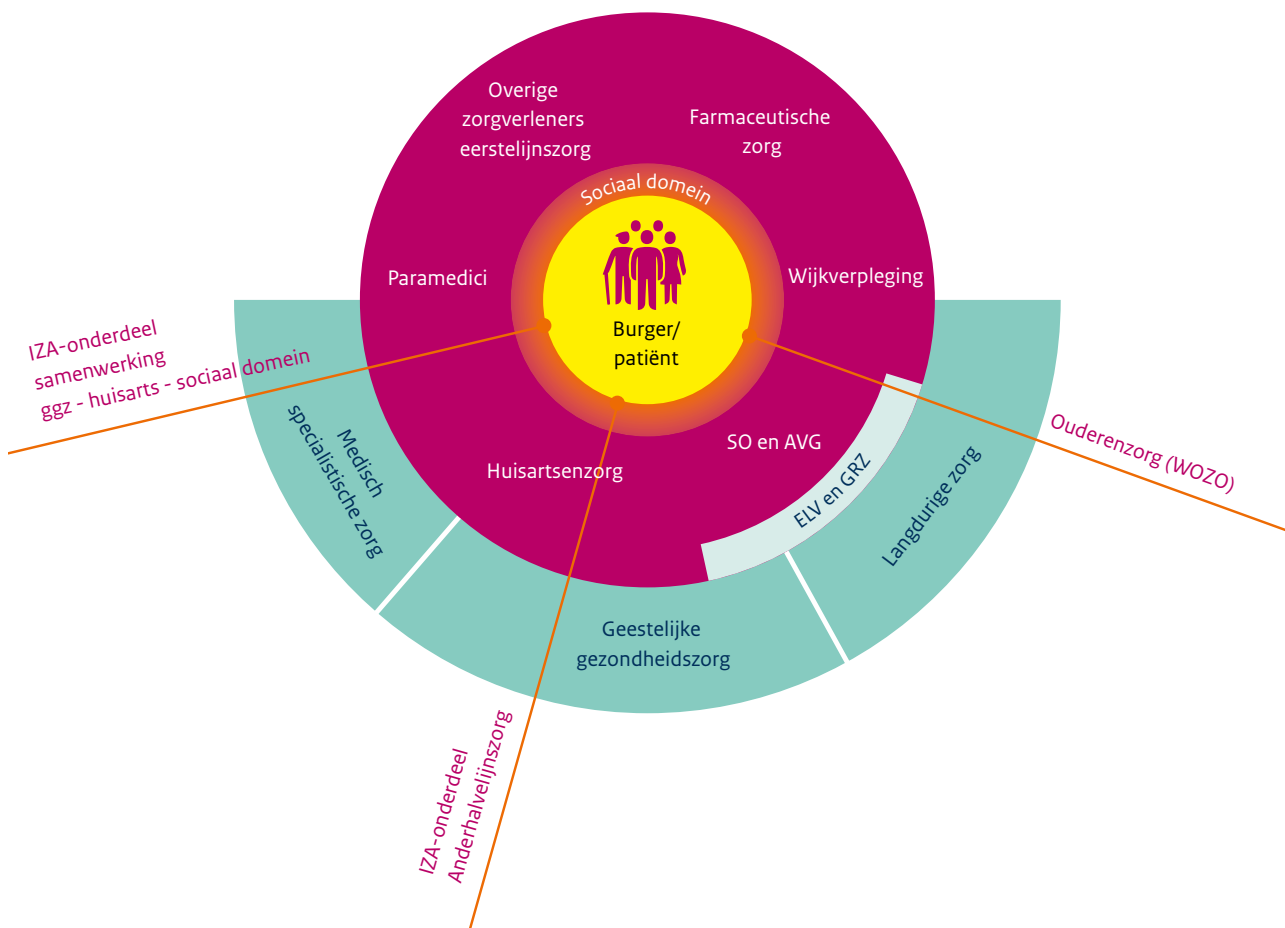 Overige
zorgverleners
eerstelijnszorg
Farmaceutische
zorg
Sociaal domein
Paramedici
Wijkverpleging
Burger/
patiënt
IZA-onderdeel
samenwerking
ggz - huisarts - sociaal domein
Medisch
specialistische zorg
Huisartsenzorg
SO en AVG
ELV en GRZ
Langdurige zorg
Ouderenzorg (WOZO)
Geestelijke
gezondheidszorg
IZA-onderdeel
Anderhalvelijnszorg